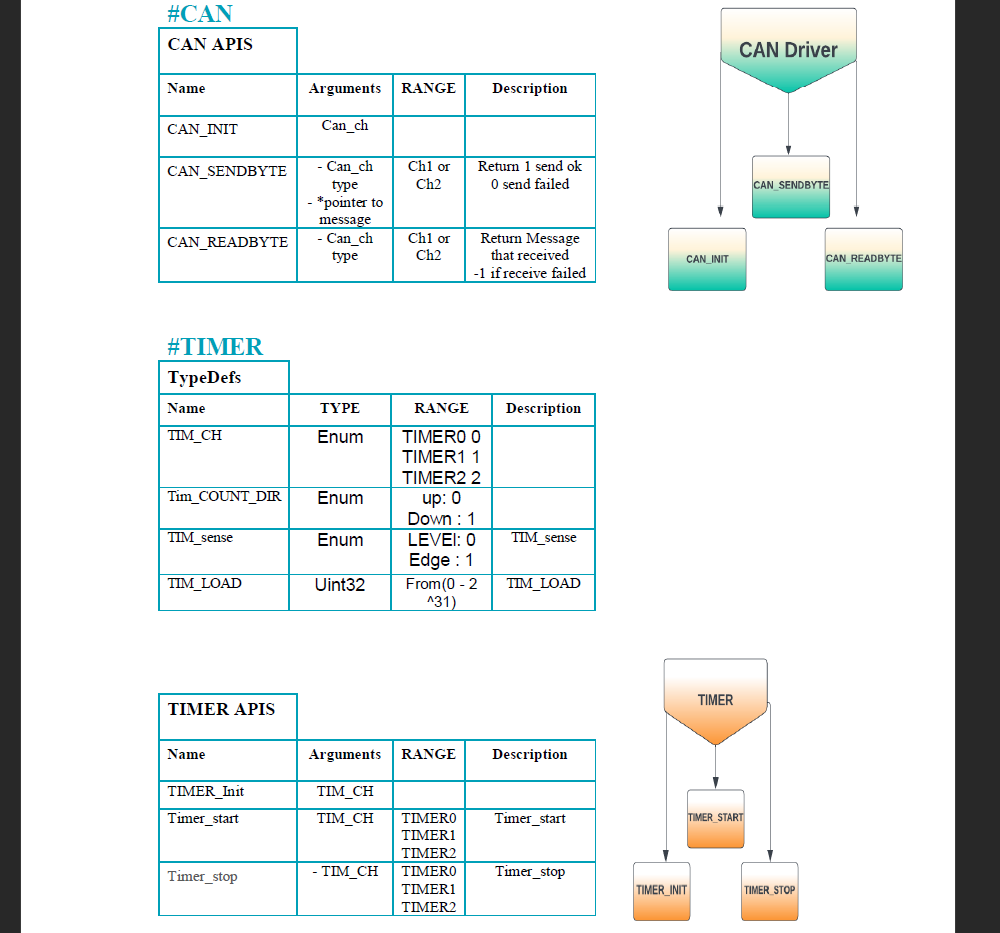 #CAN
CAN APIS
Name Arguments RANGE Description
CAN_INIT Can_ch
CAN_SENDBYTE - Can_ch Ch1 or Return 1 send ok
type Ch2 0 send failed
- *pointer to
message
CAN_READBYTE - Can_ch Ch1 or Return Message
type Ch2 that received
-1 if receive failed
CAN Driver
CAN_SENDBYTE
CAN_INIT
CAN_READBYTE
#TIMER
TypeDefs
Name TYPE RANGE Description
TIM_CH Enum TIMER0 0
TIMER1 1
TIMER2 2
Tim_COUNT_DIR Enum up: 0
Down : 1
TIM_sense Enum LEVEl: 0 TIM_sense
Edge : 1
TIM_LOAD Uint32 From(0 - 2 TIM_LOAD
^31)
TIMER APIS
Name Arguments RANGE Description
TIMER_Init TIM_CH
Timer_start TIM_CH TIMER0 Timer_start
TIMER1
TIMER2
Timer_stop - TIM_CH TIMER0 Timer_stop
TIMER1
TIMER2
TIMER
TIMER_START
TIMER_INIT
TIMER_STOP